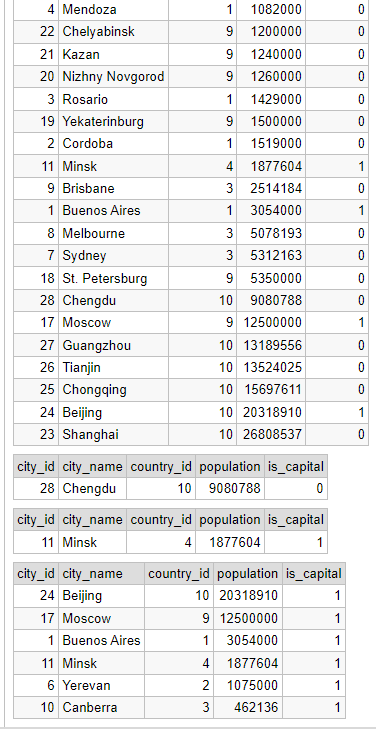 4 Mendoza 1 1082000 0
22 Chelyabinsk 9 1200000 0
21 Kazan 9 1240000 0
20 Nizhny Novgorod 9 1260000 0
3 Rosario 1 1429000 0
19 Yekaterinburg 9 1500000 0
2 Cordoba 1 1519000 0
11 Minsk 4 1877604 1
9 Brisbane 3 2514184 0
1 Buenos Aires 1 3054000 1
8 Melbourne 3 5078193 0
7 Sydney 3 5312163 0
18 St. Petersburg 9 5350000 0
28 Chengdu 10 9080788 0
17 Moscow 9 12500000 1
27 Guangzhou 10 13189556 0
26 Tianjin 10 13524025 0
25 Chongqing 10 15697611 0
24 Beijing 10 20318910 1
23 Shanghai 10 26808537 0
city_id city_name country_id population is_capital
28 Chengdu 10 9080788 0
city_id city_name country_id population is_capital
11 Minsk 4 1877604 1
city_id city_name country_id population is_capital
24 Beijing 10 20318910 1
17 Moscow 9 12500000 1
1 Buenos Aires 1 3054000 1
11 Minsk 4 1877604 1
6 Yerevan 2 1075000 1
10 Canberra 3 462136 1